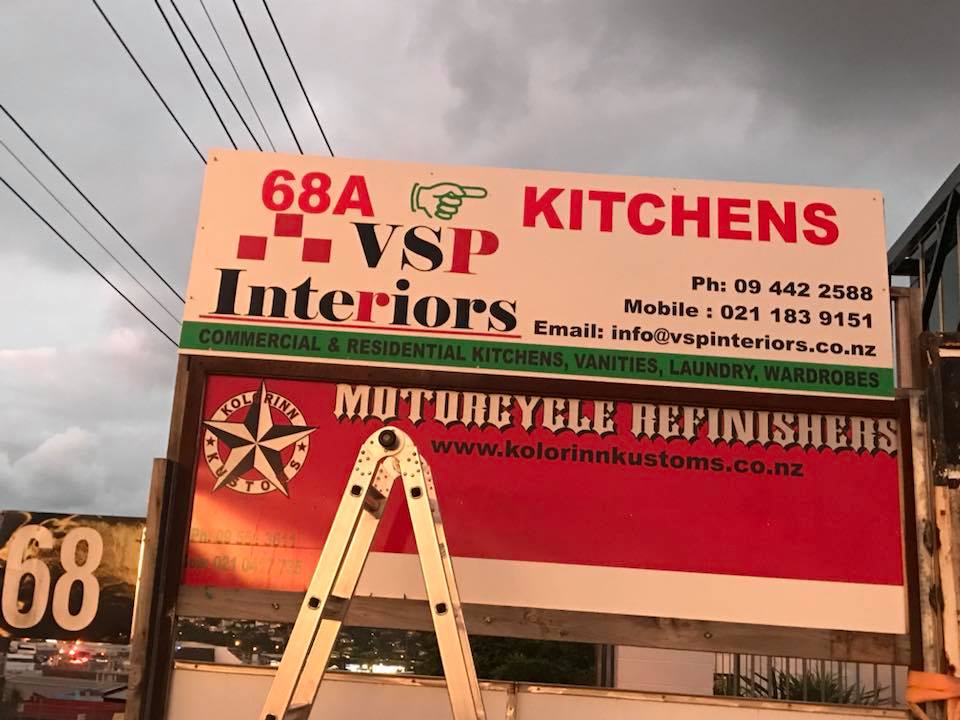 68A KITCHENS
VSP
Interiors
Ph: 09 442 2588
Mobile : 021 183 9151
Email: info@vspinteriors.co.nz
COMMERCIAL & RESIDENTIAL KITCHENS, VANITIES, LAUNDRY, WARDROBES
KOLORINN KUSTOMS
MOTORCYCLE REFINISHERS
www.kolorinnkustoms.co.nz
68